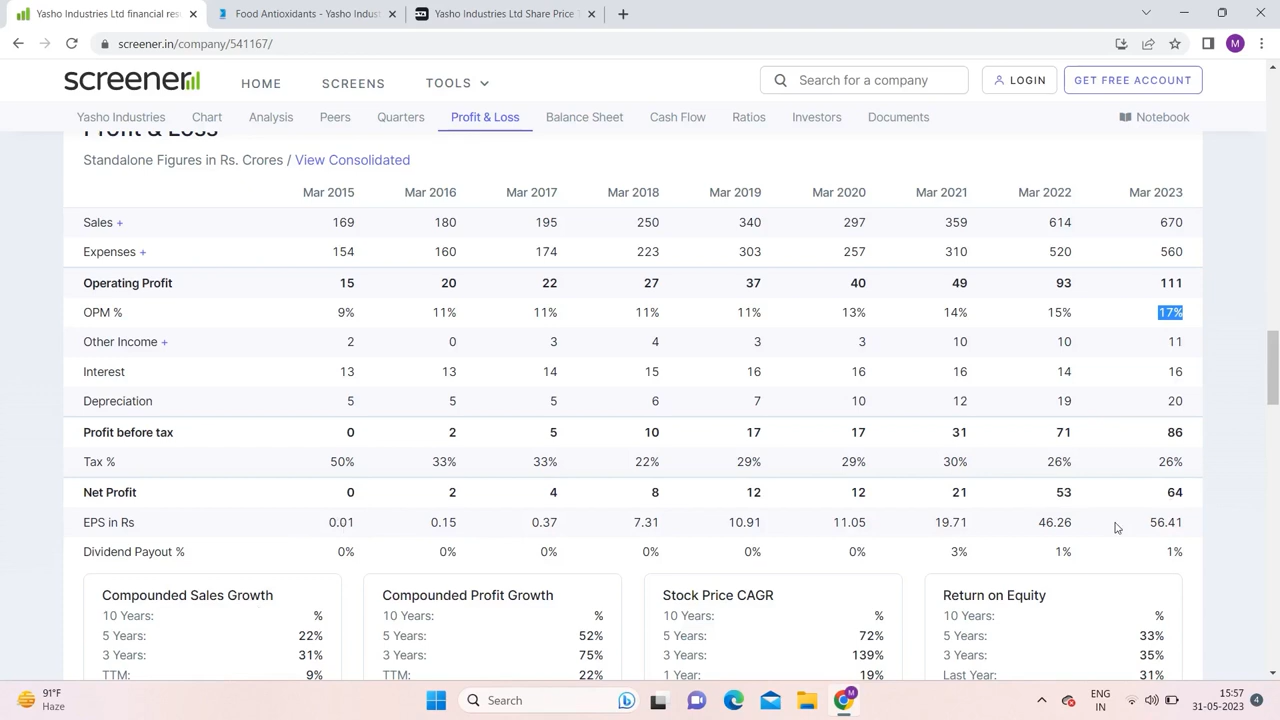 Yasho Industries Ltd financial res
Food Antioxidants - Yasho Indust
Yasho Industries Ltd Share Price
screener.in/company/541167/
M
screener
HOME
SCREENS
TOOLS
Search for a company
LOGIN
GET FREE ACCOUNT
Yasho Industries
Chart
Analysis
Peers
Quarters
Profit & Loss
Balance Sheet
Cash Flow
Ratios
Investors
Documents
Notebook
Profit & Loss
Standalone Figures in Rs. Crores / View Consolidated
Mar 2015 Mar 2016 Mar 2017 Mar 2018 Mar 2019 Mar 2020 Mar 2021 Mar 2022 Mar 2023
Sales + 169 180 195 250 340 297 359 614 670
Expenses + 154 160 174 223 303 257 310 520 560
Operating Profit 15 20 22 27 37 40 49 93 111
OPM % 9% 11% 11% 11% 11% 13% 14% 15% 17%
Other Income + 2 0 3 4 3 3 10 10 11
Interest 13 13 14 15 16 16 16 14 16
Depreciation 5 5 5 6 7 10 12 19 20
Profit before tax 0 2 5 10 17 17 31 71 86
Tax % 50% 33% 33% 22% 29% 29% 30% 26% 26%
Net Profit 0 2 4 8 12 12 21 53 64
EPS in Rs 0.01 0.15 0.37 7.31 10.91 11.05 19.71 46.26 56.41
Dividend Payout % 0% 0% 0% 0% 0% 0% 3% 1% 1%
Compounded Sales Growth
10 Years: %
5 Years: 22%
3 Years: 31%
TTM: 9%
Compounded Profit Growth
10 Years: %
5 Years: 52%
3 Years: 75%
TTM: 22%
Stock Price CAGR
10 Years: %
5 Years: 72%
3 Years: 139%
1 Year: 19%
Return on Equity
10 Years: %
5 Years: 33%
3 Years: 35%
Last Year: 31%
91°F
Haze
Search
M
ENG
IN
15:57
31-05-2023
4